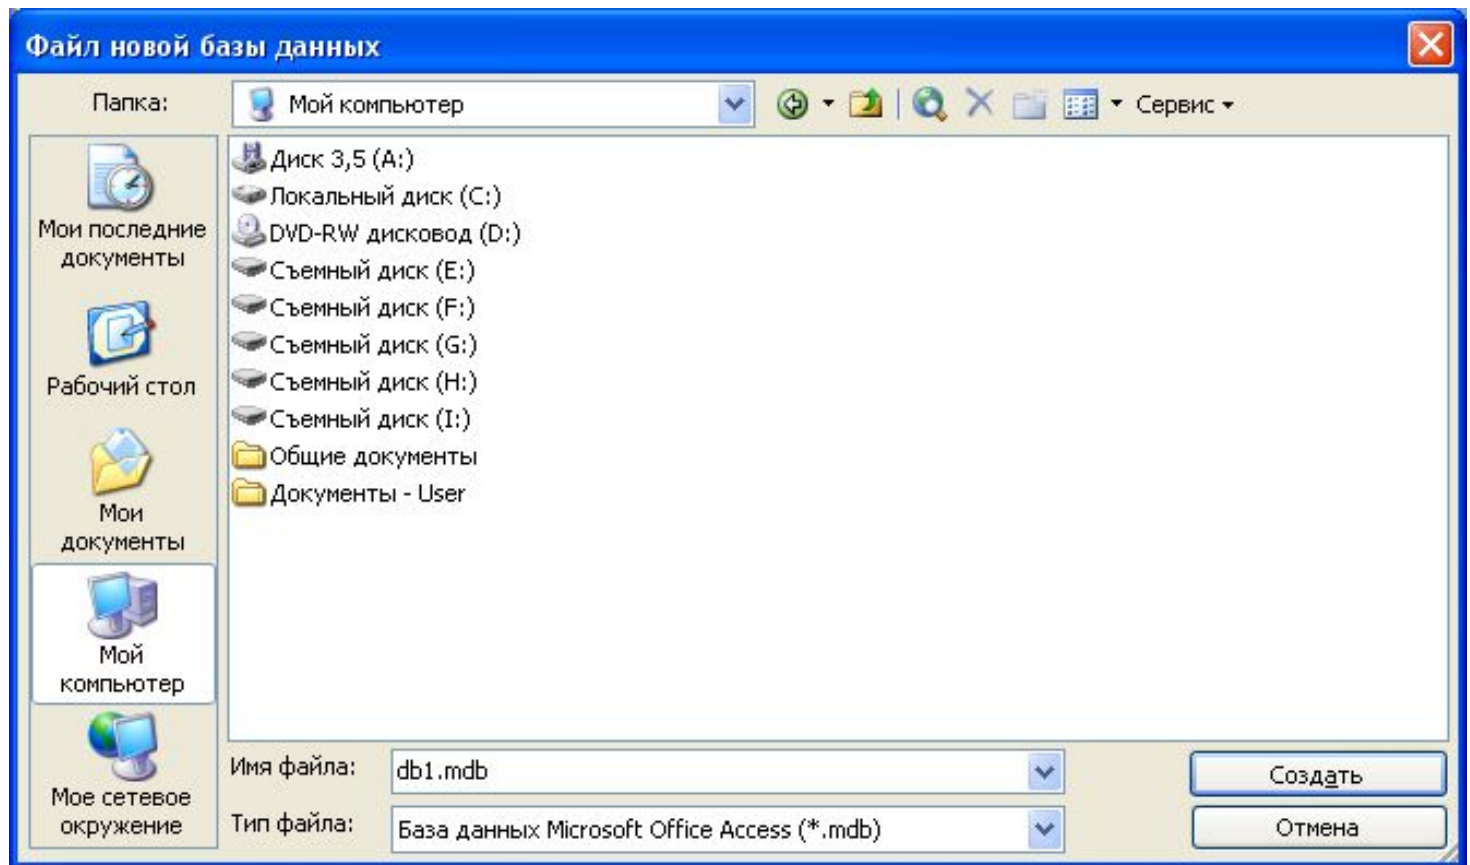 Файл новой базы данных
Папка:
Мой компьютер
Сервис
Мои последние
документы
Рабочий стол
Мои
документы
Мой
компьютер
Мое сетевое
окружение
Диск 3,5 (A:)
Локальный диск (C:)
DVD-RW дисковод (D:)
Съемный диск (E:)
Съемный диск (F:)
Съемный диск (G:)
Съемный диск (H:)
Съемный диск (I:)
Общие документы
Документы - User
Имя файла:
db1.mdb
Создать
Тип файла:
База данных Microsoft Office Access (*.mdb)
Отмена